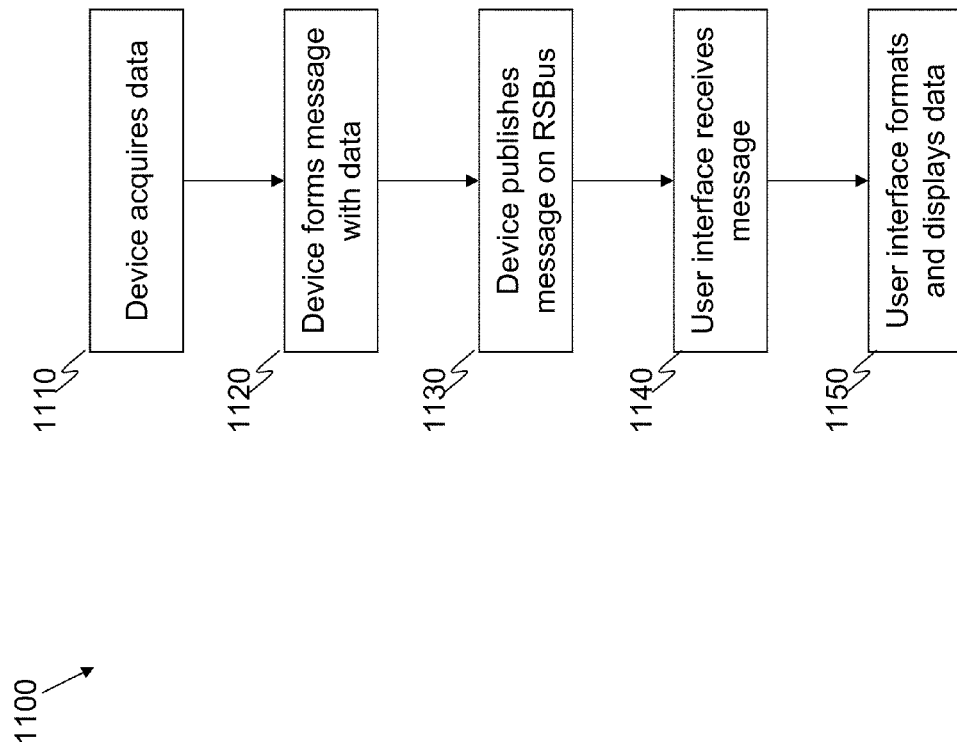 1100
1110
Device acquires data
1120
Device forms message
with data
1130
Device publishes
message on RSBus
1140
User interface receives
message
1150
User interface formats
and displays data